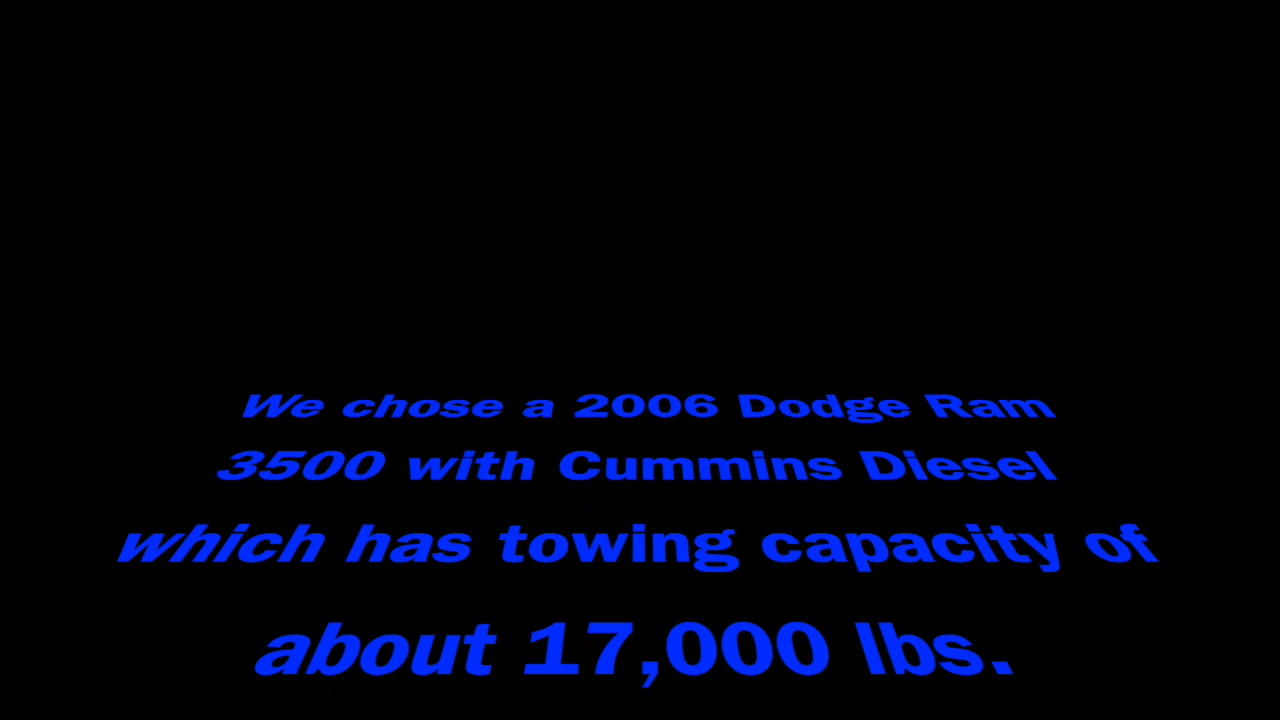 We chose a 2006 Dodge Ram
3500 with Cummins Diesel
which has towing capacity of
about 17,000 lbs.